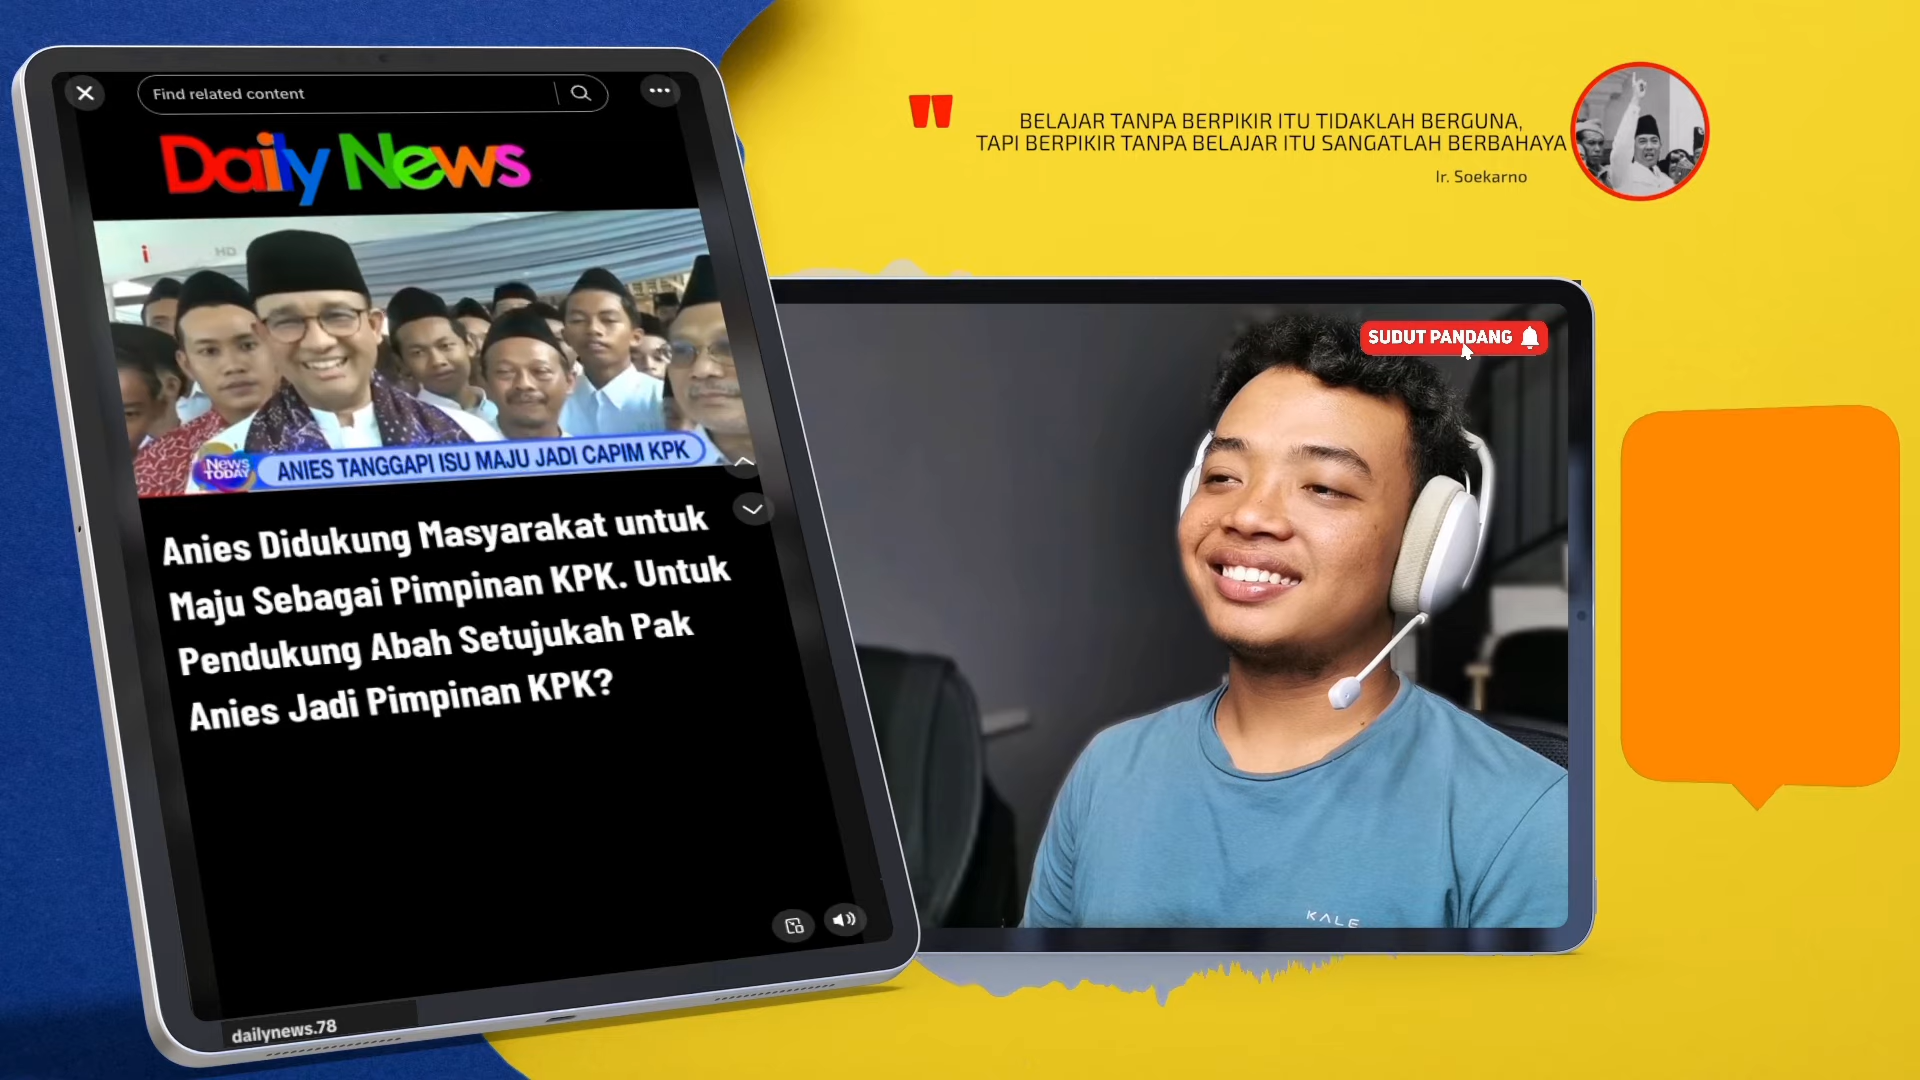 Find related content
Daily News
HD
News
TODAY
ANIES TANGGAPI ISU MAJU JADI CAPIM KPK
Anies Didukung Masyarakat untuk
Maju Sebagai Pimpinan KPK. Untuk
Pendukung Abah Setujukah Pak
Anies Jadi Pimpinan KPK?
dailynews.78
BELAJAR TANPA BERPIKIR ITU TIDAKLAH BERGUNA,
TAPI BERPIKIR TANPA BELAJAR ITU SANGATLAH BERBAHAYA
Ir. Soekarno
SUDUT PANDANG
KALE